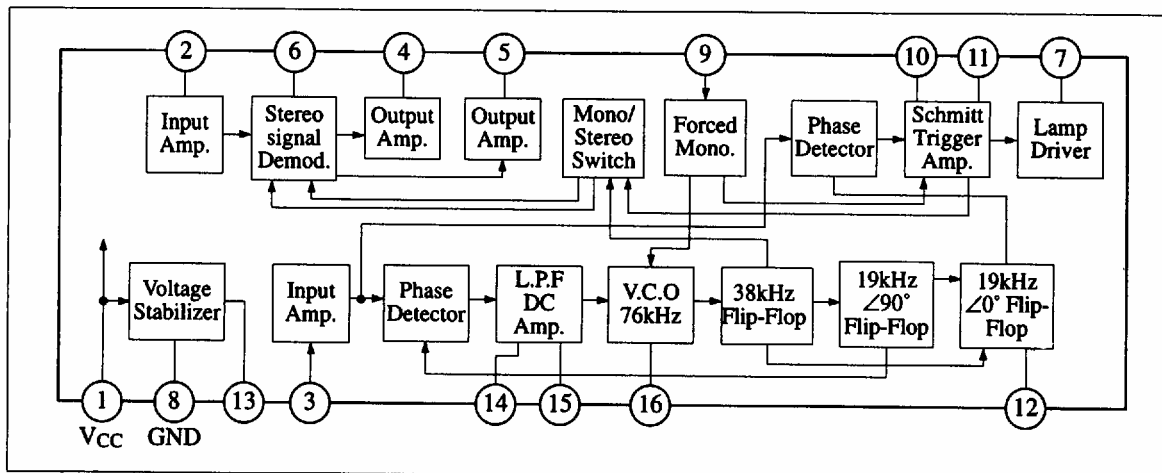 2
6
4
5
9
10
11
7
Input
Amp.
Stereo
signal
Demod.
Output
Amp.
Output
Amp.
Mono/
Stereo
Switch
Forced
Mono.
Phase
Detector
Schmitt
Trigger
Amp.
Lamp
Driver
Voltage
Stabilizer
Input
Amp.
Phase
Detector
L.P.F
DC
Amp.
V.C.O
76kHz
38kHz
Flip-Flop
19kHz
∠90°
Flip-Flop
19kHz
∠0° Flip-
Flop
1
8
13
3
14
15
16
12
VCC
GND